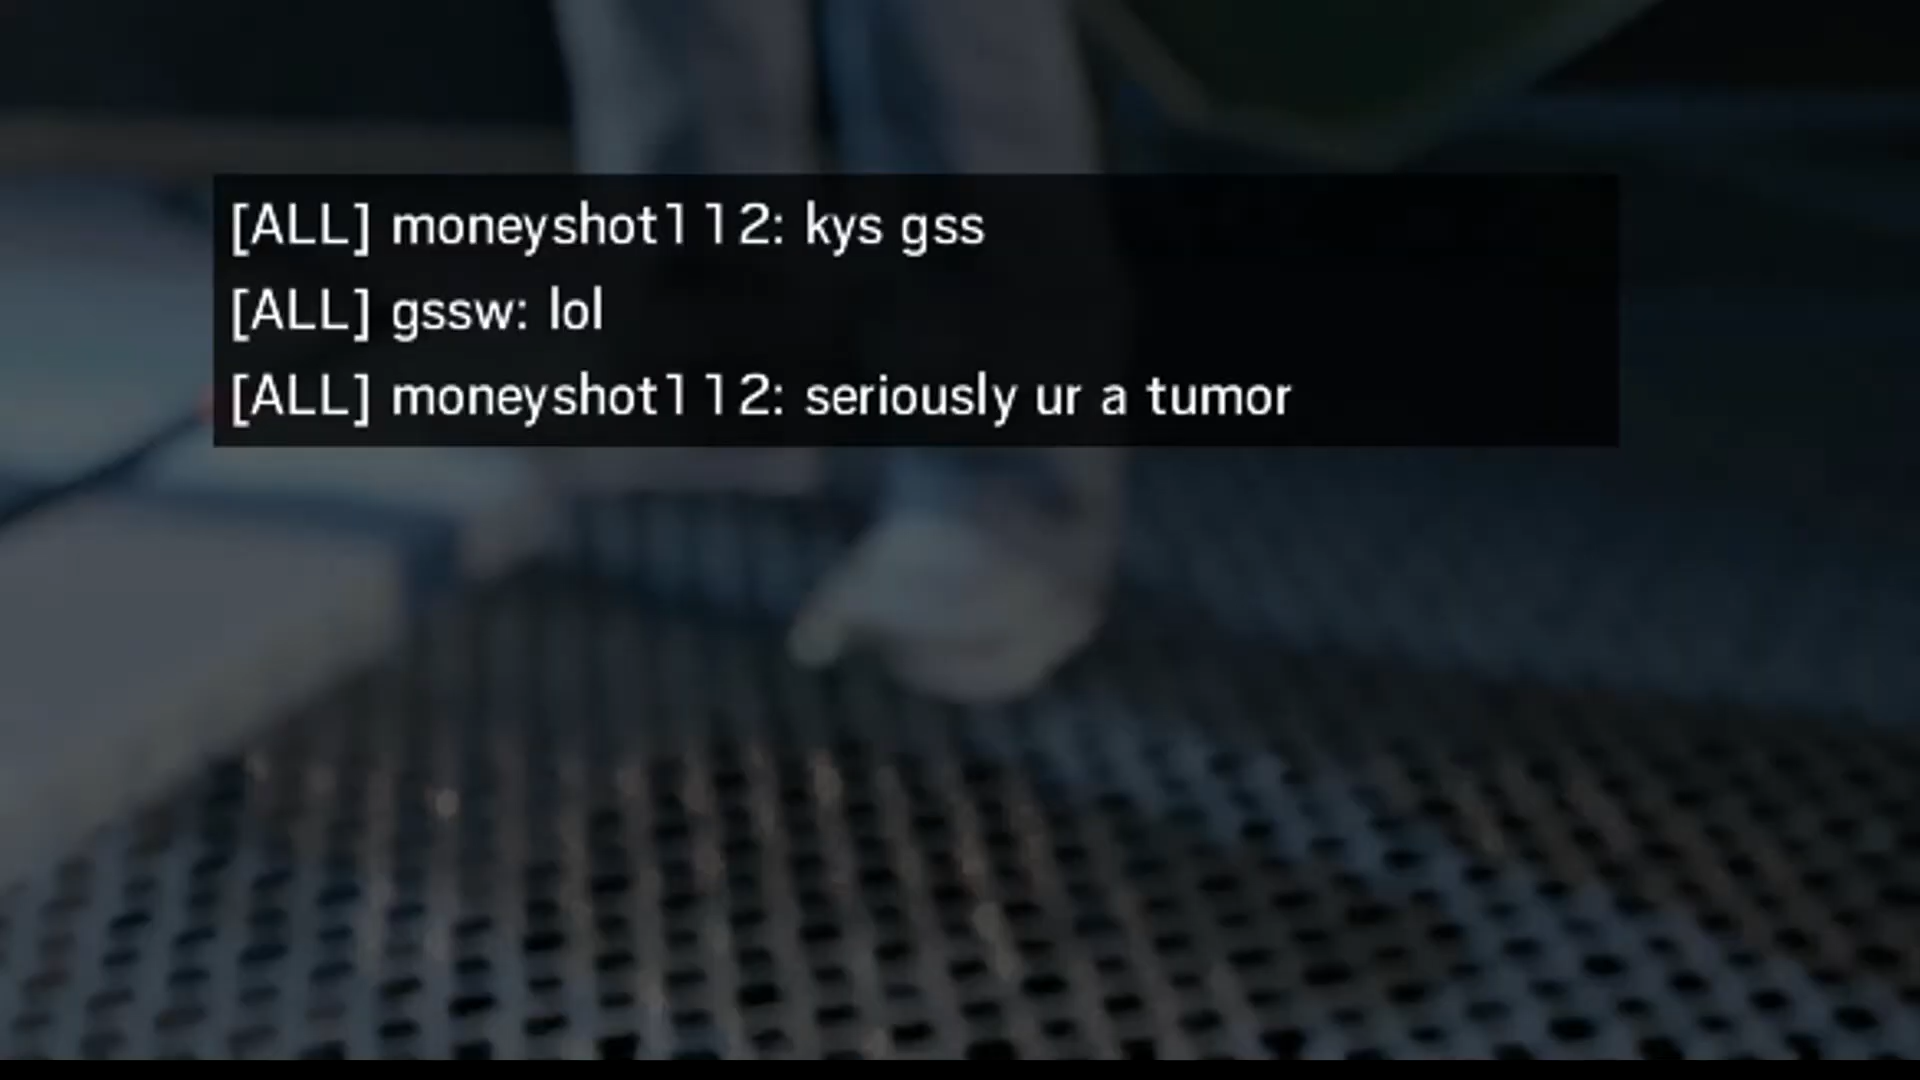 [ALL] moneyshot112: kys gss
[ALL] gssw: lol
[ALL] moneyshot112: seriously ur a tumor